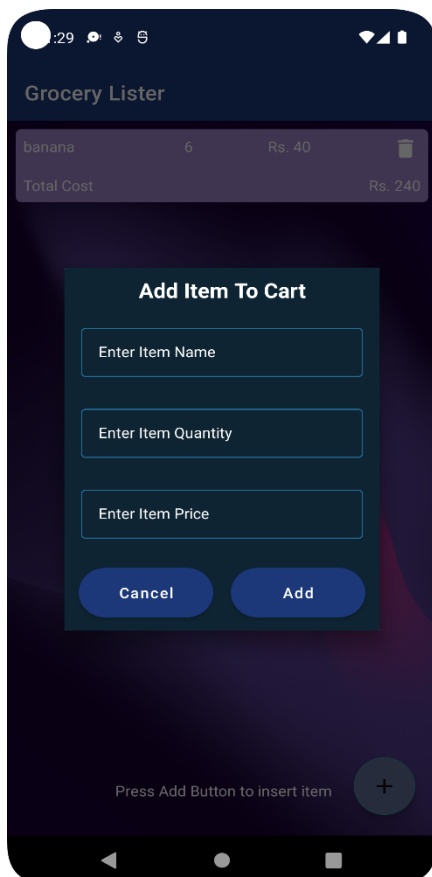 :29
Grocery Lister
banana 6 Rs. 40
Total Cost Rs. 240
Add Item To Cart
Enter Item Name
Enter Item Quantity
Enter Item Price
Cancel Add
Press Add Button to insert item